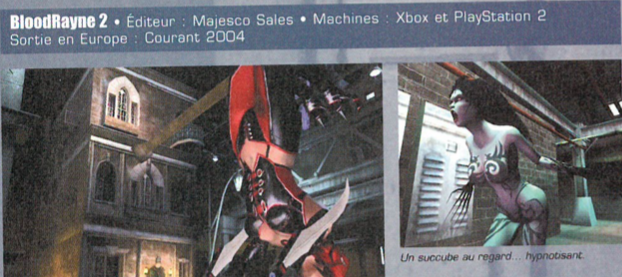 BloodRayne 2 • Éditeur : Majesco Sales • Machines : Xbox et PlayStation 2
Sortie en Europe : Courant 2004
Un succube au regard... hypnotisant.